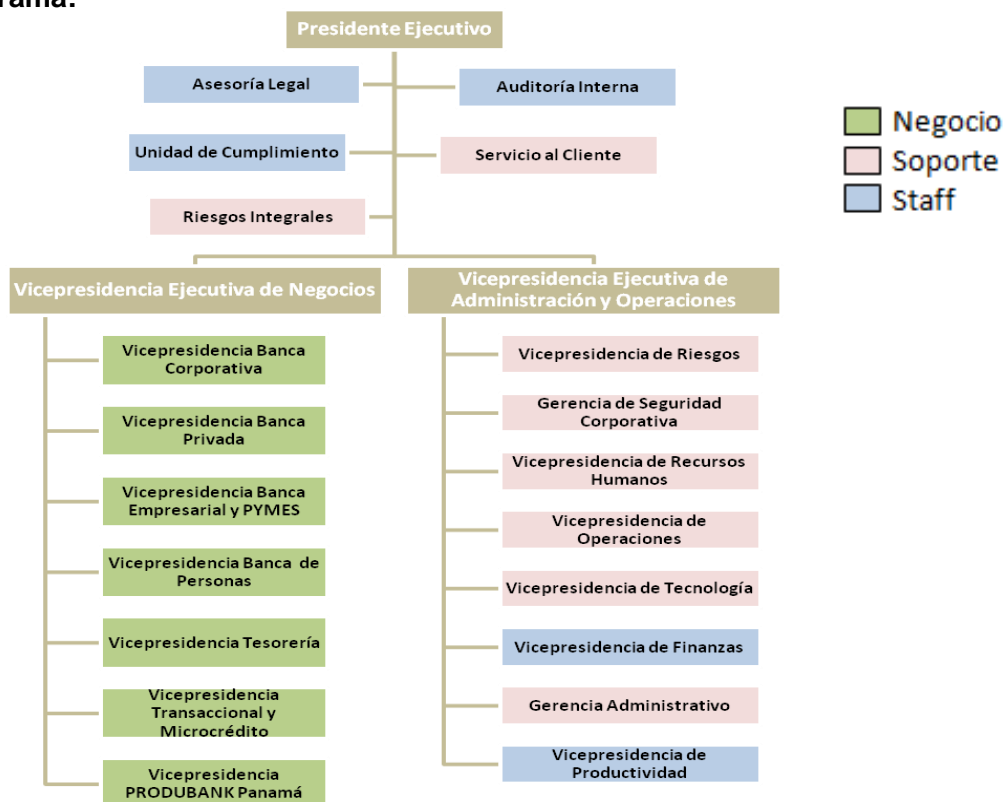 rama:
Presidente Ejecutivo
Asesoría Legal
Auditoría Interna
Unidad de Cumplimiento
Servicio al Cliente
Riesgos Integrales
Negocio
Soporte
Staff
Vicepresidencia Ejecutiva de Negocios
Vicepresidencia Banca
Corporativa
Vicepresidencia Banca
Privada
Vicepresidencia Banca
Empresarial y PYMES
Vicepresidencia Banca de
Personas
Vicepresidencia Tesorería
Vicepresidencia
Transaccional y
Microcrédito
Vicepresidencia
PRODUBANK Panamá
Vicepresidencia Ejecutiva de
Administración y Operaciones
Vicepresidencia de Riesgos
Gerencia de Seguridad
Corporativa
Vicepresidencia de Recursos
Humanos
Vicepresidencia de
Operaciones
Vicepresidencia de Tecnología
Vicepresidencia de Finanzas
Gerencia Administrativo
Vicepresidencia de
Productividad